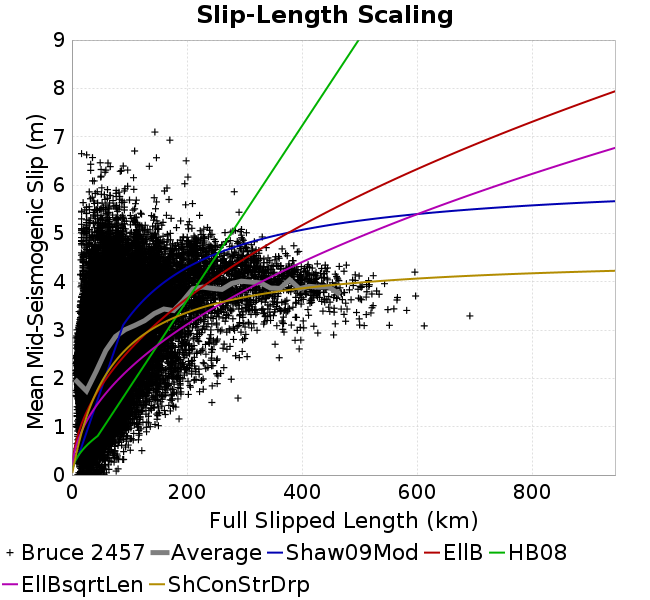 Slip-Length Scaling
Mean Mid-Seismogenic Slip (m)
9
8
7
6
5
4
3
2
1
0
0 200 400 600 800
Full Slipped Length (km)
Bruce 2457 Average Shaw09Mod EllB HB08
EllBsqrtLen ShConStrDrp